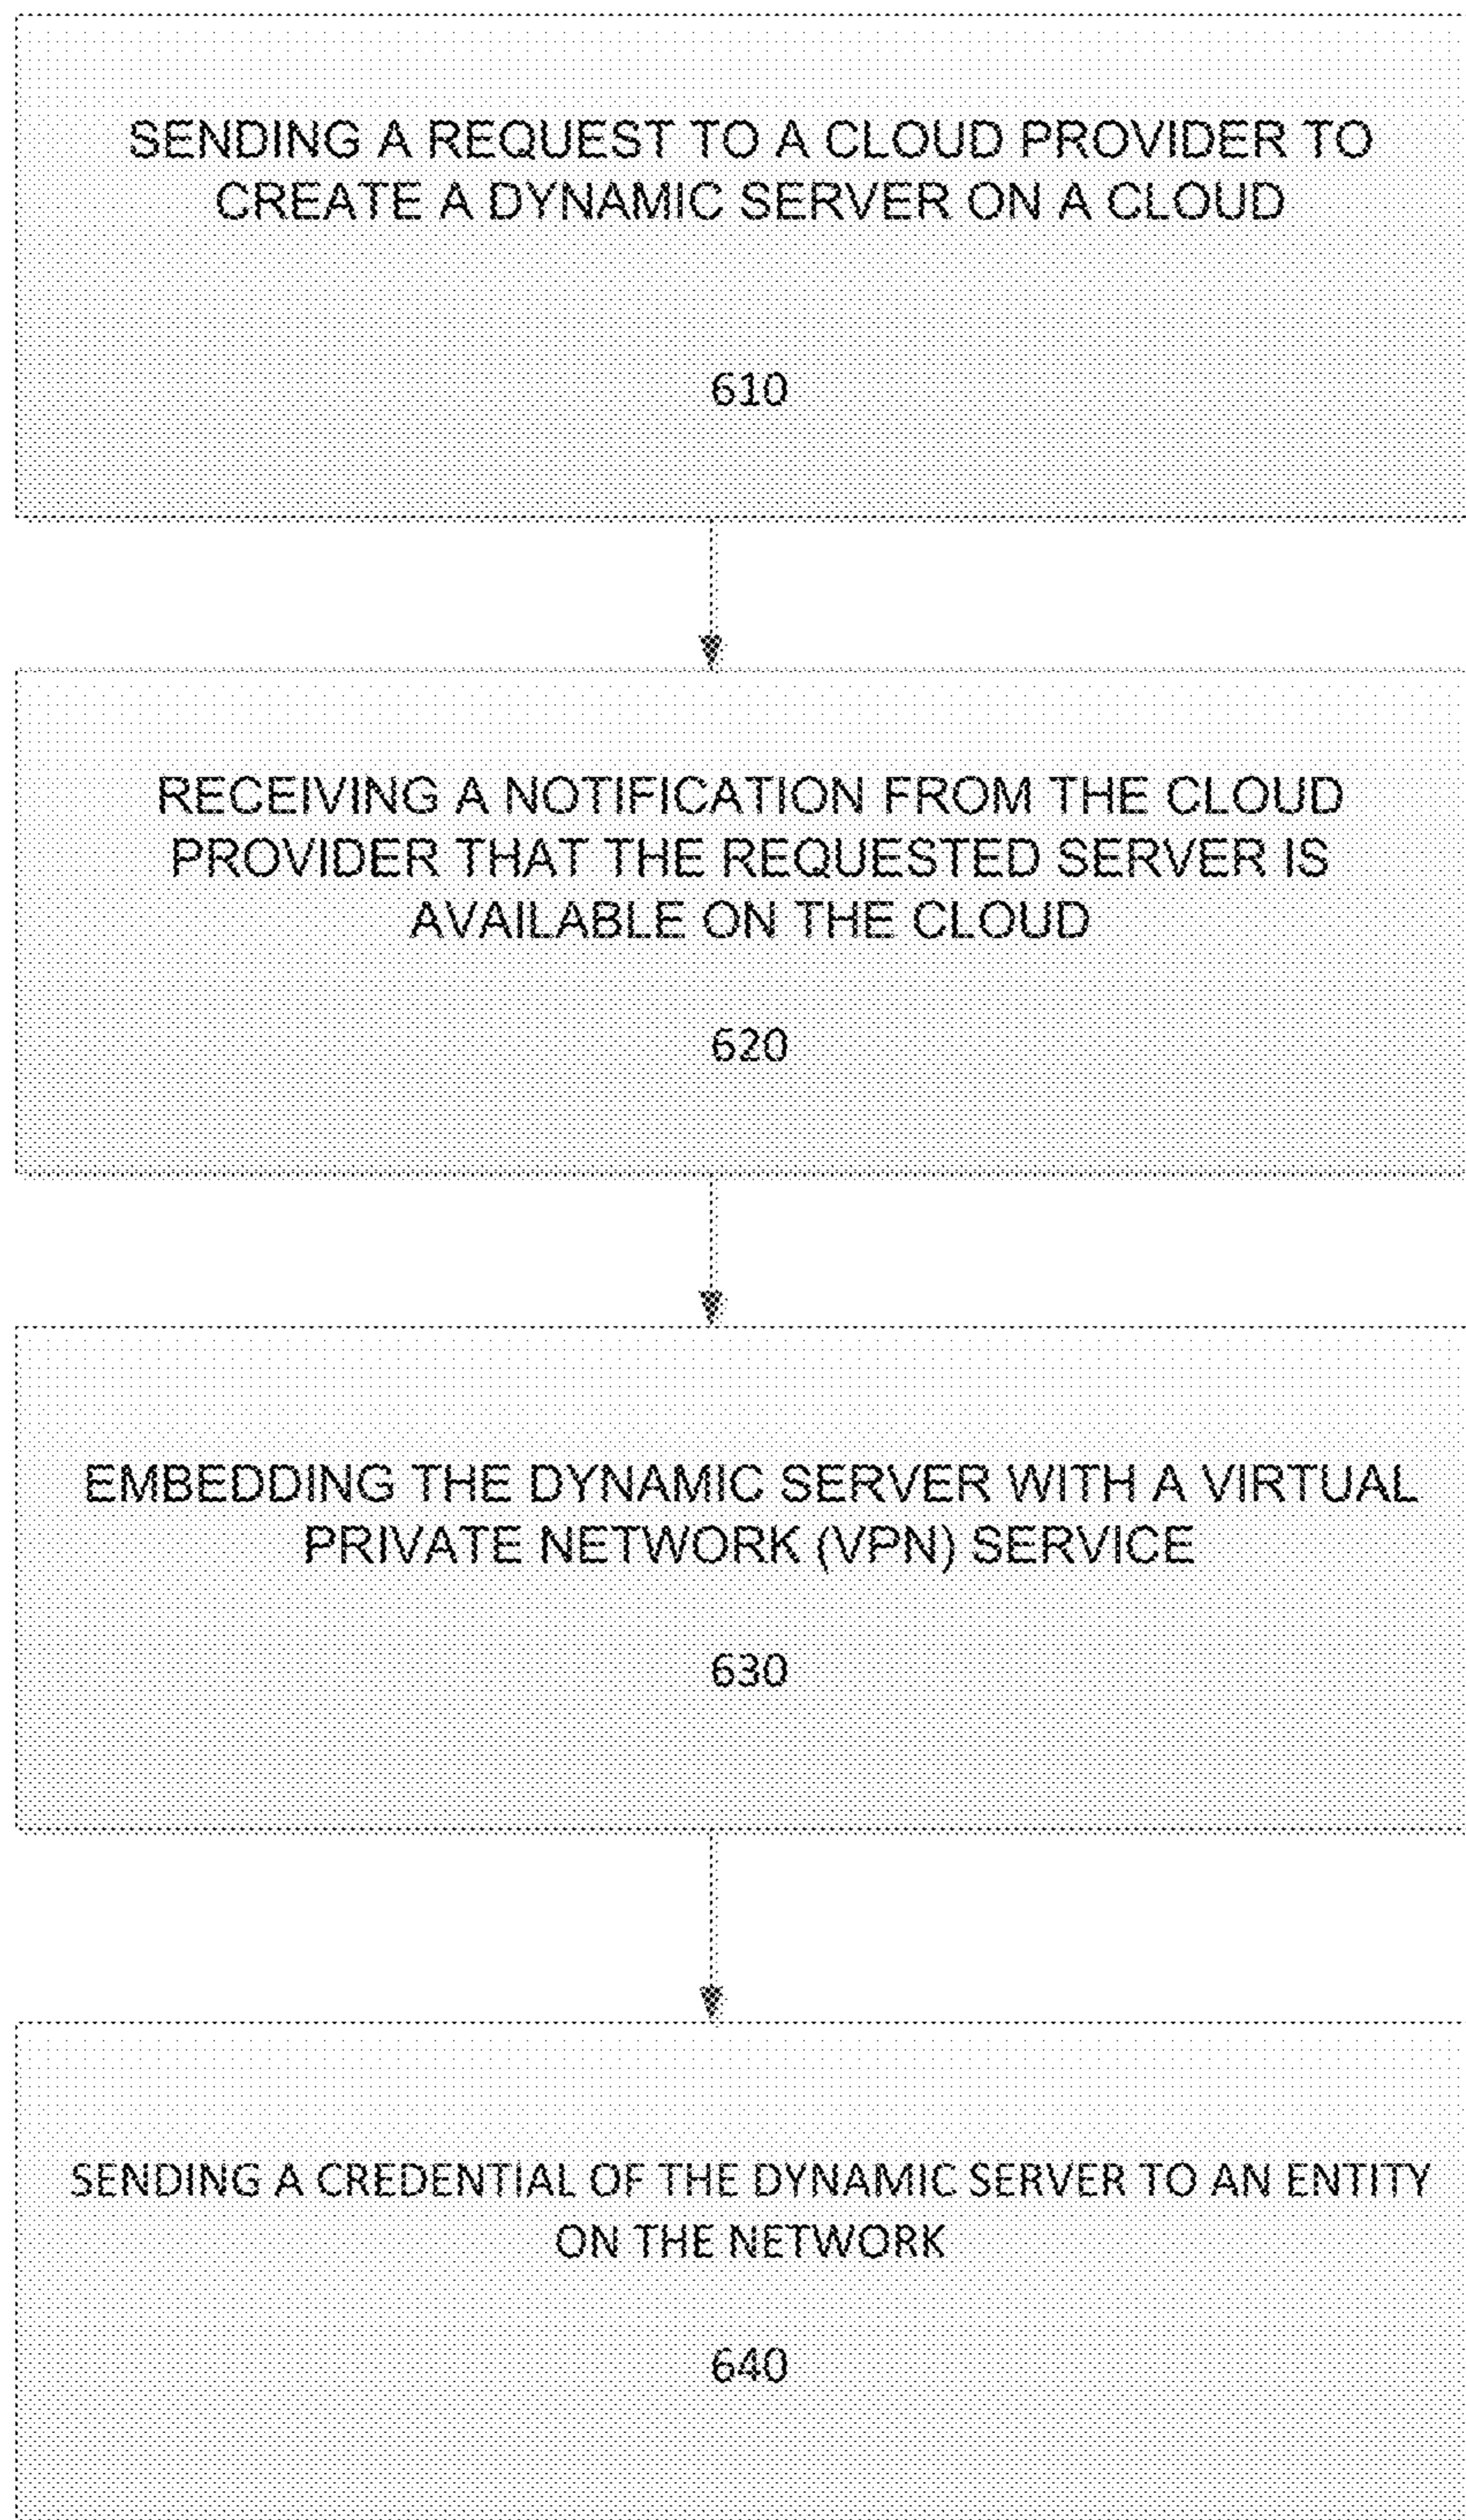 SENDING A REQUEST TO A CLOUD PROVIDER TO
CREATE A DYNAMIC SERVER ON A CLOUD
610
RECEIVING A NOTIFICATION FROM THE CLOUD
PROVIDER THAT THE REQUESTED SERVER IS
AVAILABLE ON THE CLOUD
620
EMBEDDING THE DYNAMIC SERVER WITH A VIRTUAL
PRIVATE NETWORK (VPN) SERVICE
630
SENDING A CREDENTIAL OF THE DYNAMIC SERVER TO AN ENTITY
ON THE NETWORK
640